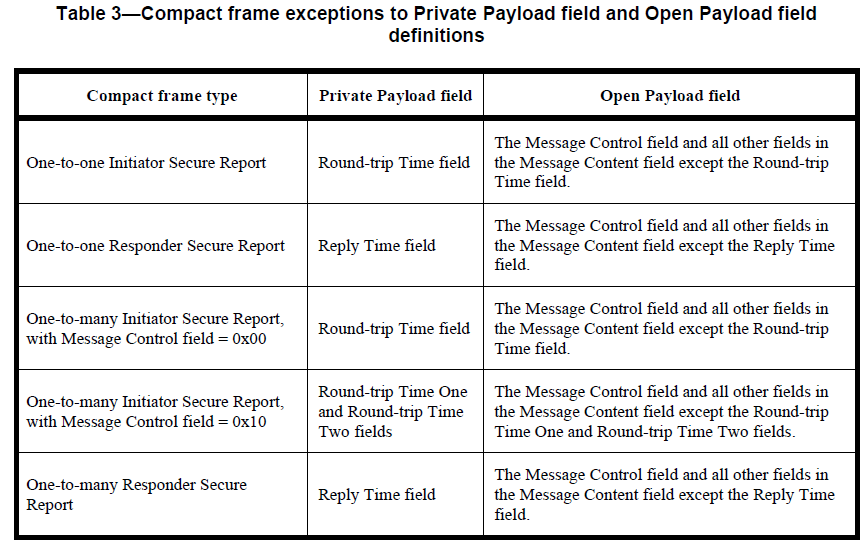 Table 3—Compact frame exceptions to Private Payload field and Open Payload field
definitions
Compact frame type
Private Payload field
Open Payload field
One-to-one Initiator Secure Report
Round-trip Time field
The Message Control field and all other fields in
the Message Content field except the Round-trip
Time field.
One-to-one Responder Secure Report
Reply Time field
The Message Control field and all other fields in
the Message Content field except the Reply Time
field.
One-to-many Initiator Secure Report,
with Message Control field = 0x00
Round-trip Time field
The Message Control field and all other fields in
the Message Content field except the Round-trip
Time field.
One-to-many Initiator Secure Report,
with Message Control field = 0x10
Round-trip Time One
and Round-trip Time
Two fields
The Message Control field and all other fields in
the Message Content field except the Round-trip
Time One and Round-trip Time Two fields.
One-to-many Responder Secure
Report
Reply Time field
The Message Control field and all other fields in
the Message Content field except the Reply Time
field.